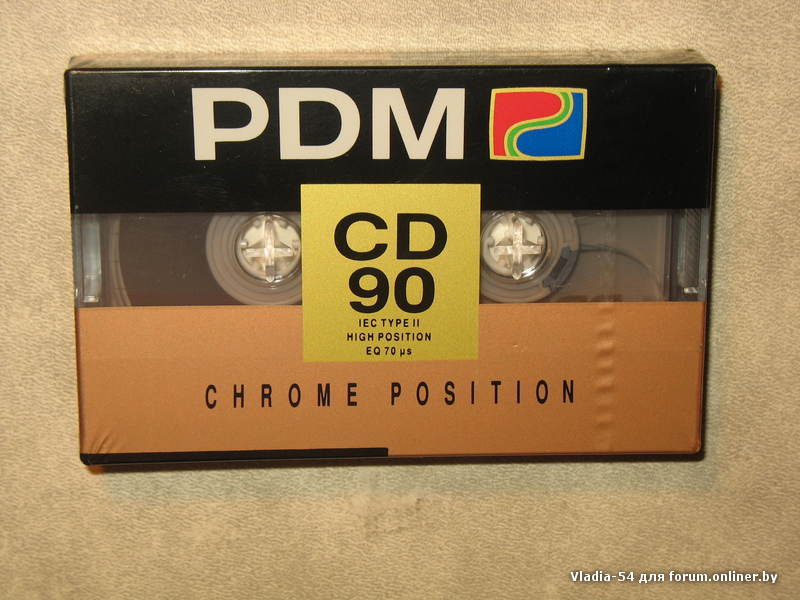 PDM
CD
90
IEC TYPE II
HIGH POSITION
EQ 70 µs
CHROME POSITION
Vladia-54 для forum.onliner.by